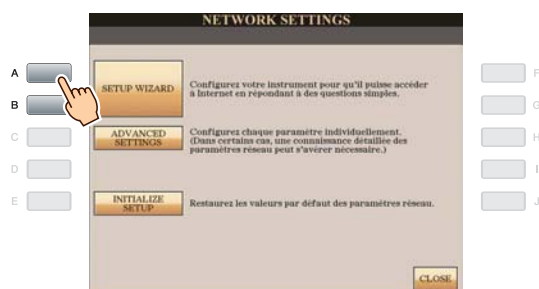 NETWORK SETTINGS
A
B
C
D
E
SETUP WIZARD
Configurez votre instrument pour qu'il puisse accéder
à Internet en répondant à des questions simples.
ADVANCED
SETTINGS
Configurez chaque paramètre individuellement.
(Dans certains cas, une connaissance détaillée des
paramètres réseau peut s'avérer nécessaire.)
INITIALIZE
SETUP
Restaurez les valeurs par défaut des paramètres réseau.
CLOSE
F
G
H
I
J